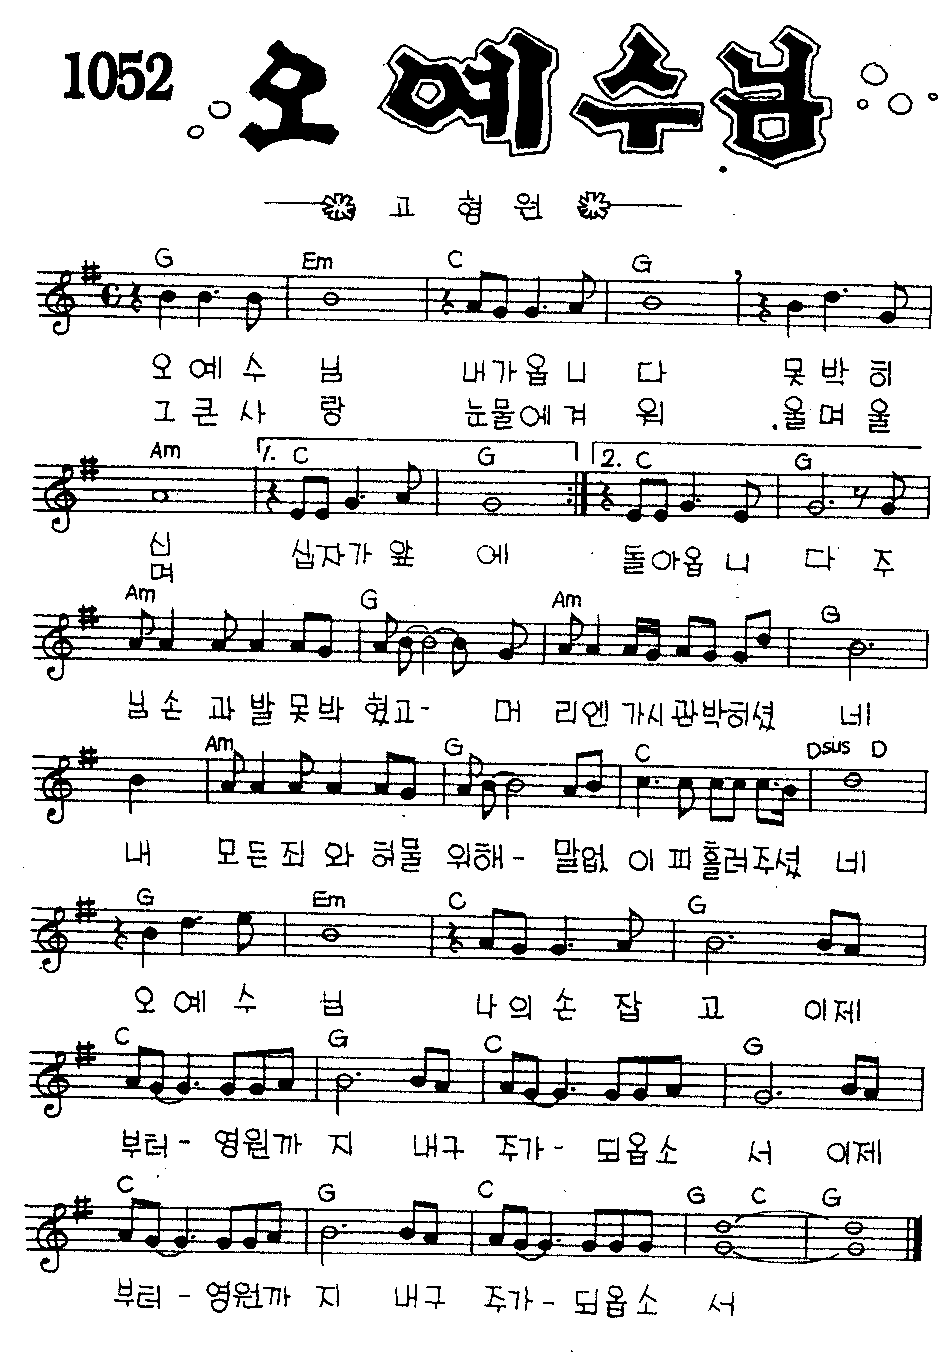 1052 오 예수님
고 형 원
G Em C G
오 예 수 님 내가옵 니 다 못 박 히
그 큰 사 랑 눈물에겨 워 울 며 울
Am 1. C G 2. C G
신 십자가 앞 에 돌아옵 니 다 주
며
Am G Am G
님 손 과 발 못 박 혔고- 머 리엔 가시관박히셨 네
Am G C Dsus D
내 모든 죄 와 허물 위해- 말없 이 피 흘려주셨 네
G Em C G
오 예 수 님 나 의 손 잡 고 이제
C G C G
부터- 영원까 지 내구 주가- 되옵소 서 이제
C G C G C G
부터- 영원까 지 내구 주가- 되옵소 서